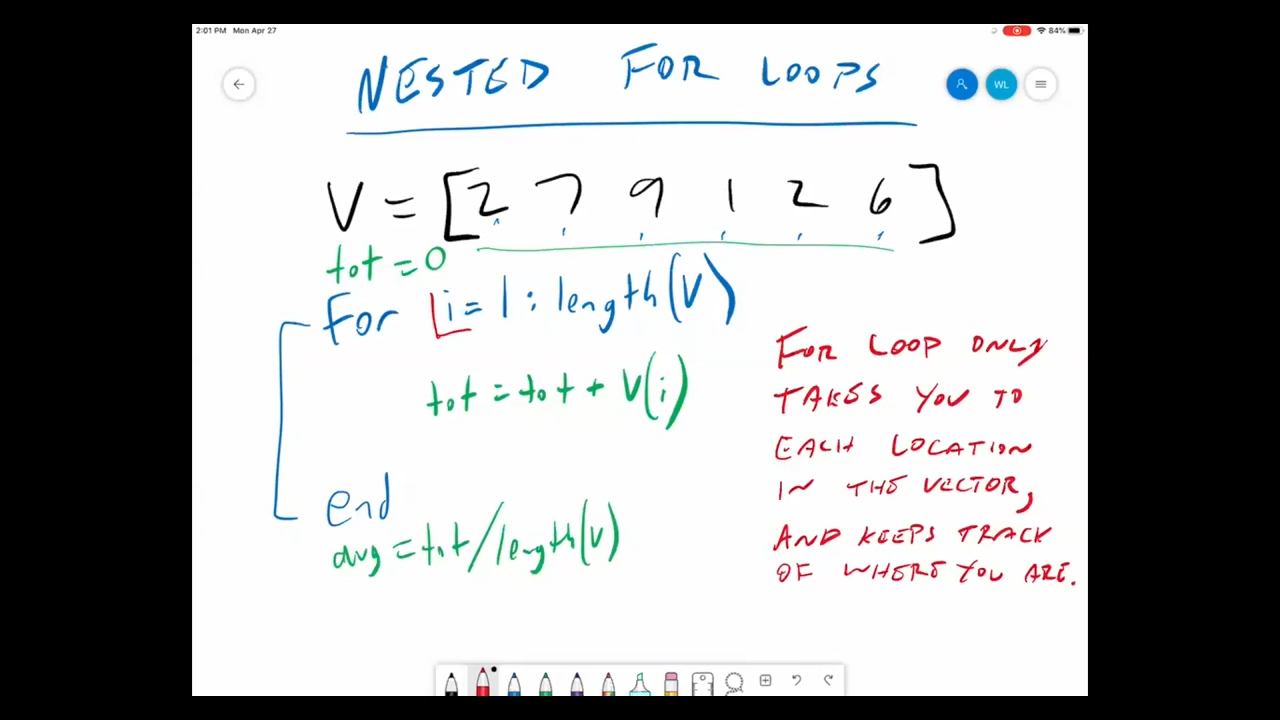 2:01 PM Mon Apr 27
84%
NESTED FOR LOOPS
WL
V = [2 7 9 1 2 6]
tot = 0
For i = 1 : length(V)
tot = tot + V(i)
end
avg = tot/length(V)
FOR LOOP ONLY
TAKES YOU TO
EACH LOCATION
IN THE VECTOR,
AND KEEPS TRACK
OF WHERE YOU ARE.